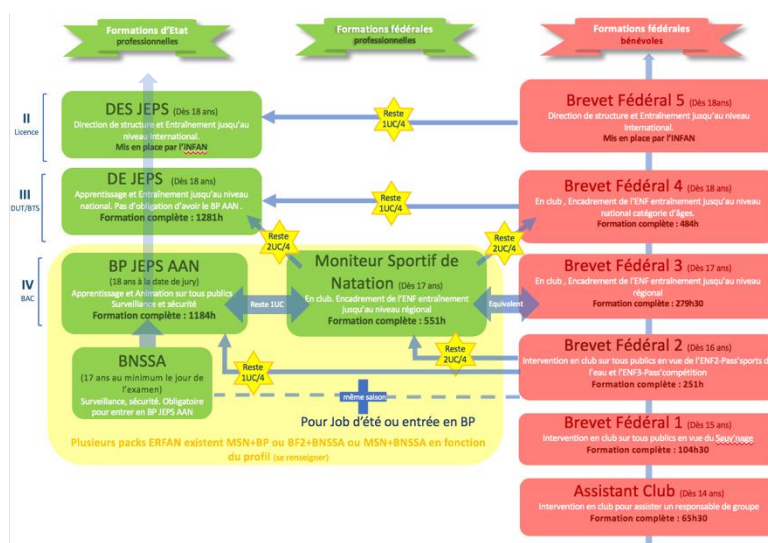 Formations d'Etat
professionnelles
Formations fédérales
professionnelles
Formations fédérales
bénévoles
II
Licence
DES JEPS (Dès 18 ans)
Direction de structure et Entraînement jusqu'au
niveau International.
Mis en place par l'INFAN
Reste
1UC/4
Brevet Fédéral 5 (Dès 18ans)
Direction de structure et Entraînement jusqu'au niveau
International.
Mis en place par l'INFAN
III
DUT/BTS
DE JEPS (Dès 18 ans)
Apprentissage et Entraînement jusqu'au niveau
national. Pas d'obligation d'avoir le BP AAN .
Formation complète : 1281h
Reste
1UC/4
Reste
2UC/4
Reste
2UC/4
Brevet Fédéral 4 (Dès 18 ans)
En club , Encadrement de l'ENF entraînement jusqu'au niveau
national catégorie d'âges.
Formation complète : 484h
IV
BAC
BP JEPS AAN
(18 ans à la date de jury)
Apprentissage et Animation sur tous publics
Surveillance et sécurité
Formation complète : 1184h
Reste 1UC
Moniteur Sportif de
Natation (Dès 17 ans)
En club. Encadrement de l'ENF entraînement
jusqu'au niveau régional
Formation complète : 551h
Equivalent
Brevet Fédéral 3 (Dès 17 ans)
En club , Encadrement de l'ENF entraînement jusqu'au niveau
régional
Formation complète : 279h30
BNSSA
(17 ans au minimum le jour de
l'examen)
Surveillance, sécurité. Obligatoire
pour entrer en BP JEPS AAN
Reste
1UC/4
Reste
2UC/4
Brevet Fédéral 2 (Dès 16 ans)
Intervention en club sur tous publics en vue de l'ENF2-Pass'sports de
l'eau et l'ENF3-Pass'compétition
Formation complète : 251h
même saison
Pour Job d'été ou entrée en BP
Plusieurs packs ERFAN existent MSN+BP ou BF2+BNSSA ou MSN+BNSSA en fonction
du profil (se renseigner)
Brevet Fédéral 1 (Dès 15 ans)
Intervention en club sur tous publics en vue du Sauv'nage
Formation complète : 104h30
Assistant Club (Dès 14 ans)
Intervention en club pour assister un responsable de groupe
Formation complète : 65h30